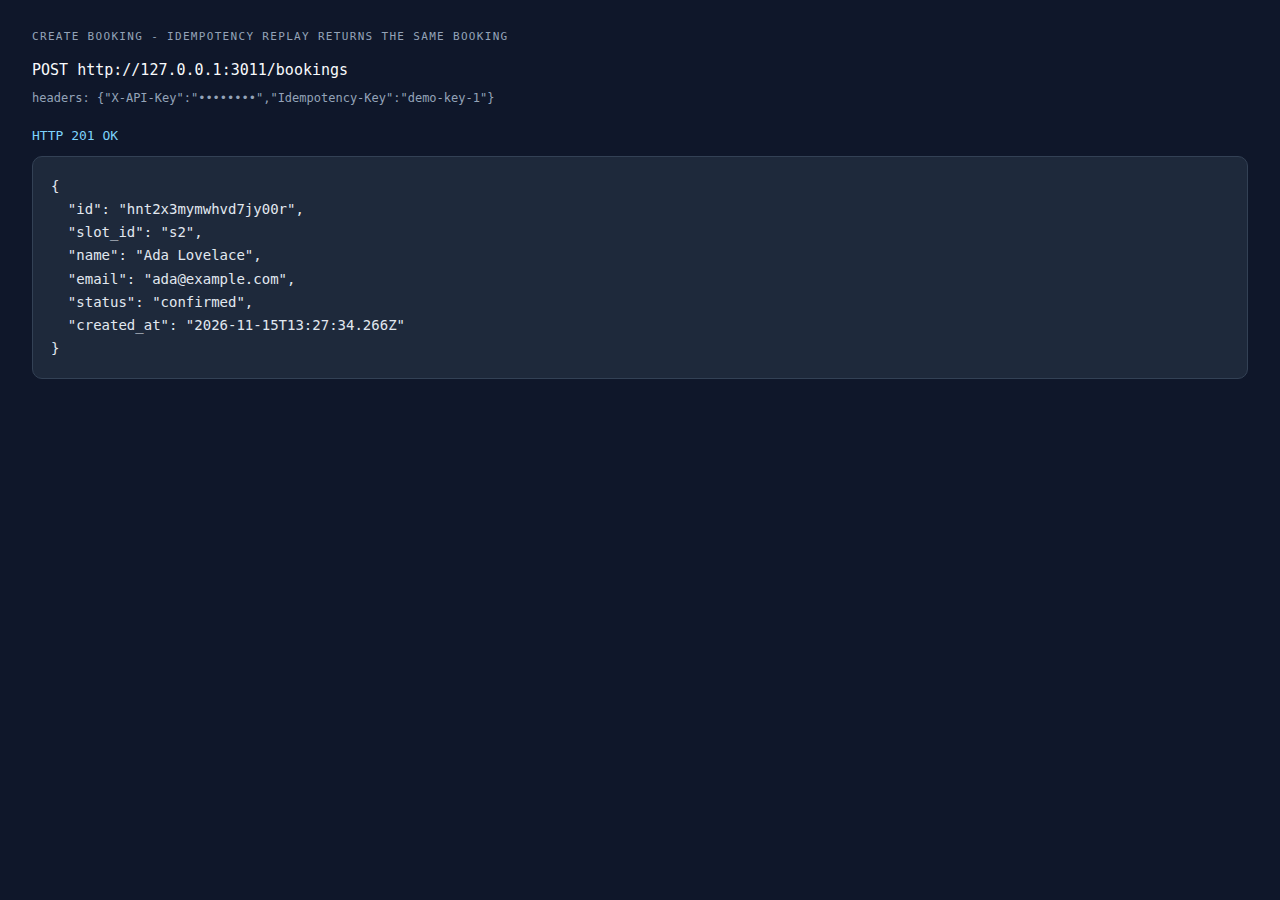 CREATE BOOKING - IDEMPOTENCY REPLAY RETURNS THE SAME BOOKING
POST http://127.0.0.1:3011/bookings
headers: {"X-API-Key":"••••••••","Idempotency-Key":"demo-key-1"}
HTTP 201 OK
{
  "id": "hnt2x3mymwhvd7jy00r",
  "slot_id": "s2",
  "name": "Ada Lovelace",
  "email": "ada@example.com",
  "status": "confirmed",
  "created_at": "2026-11-15T13:27:34.266Z"
}